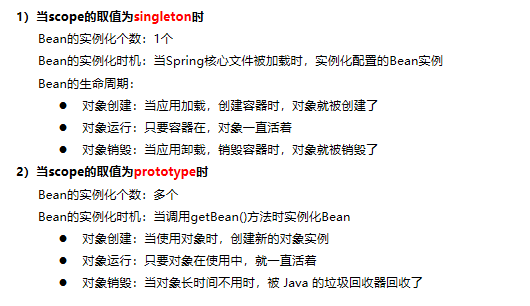 1）当scope的取值为singleton时
Bean的实例化个数：1个
Bean的实例化时机：当Spring核心文件被加载时，实例化配置的Bean实例
Bean的生命周期：
● 对象创建：当应用加载，创建容器时，对象就被创建了
● 对象运行：只要容器在，对象一直活着
● 对象销毁：当应用卸载，销毁容器时，对象就被销毁了
2）当scope的取值为prototype时
Bean的实例化个数：多个
Bean的实例化时机：当调用getBean()方法时实例化Bean
● 对象创建：当使用对象时，创建新的对象实例
● 对象运行：只要对象在使用中，就一直活着
● 对象销毁：当对象长时间不用时，被 Java 的垃圾回收器回收了